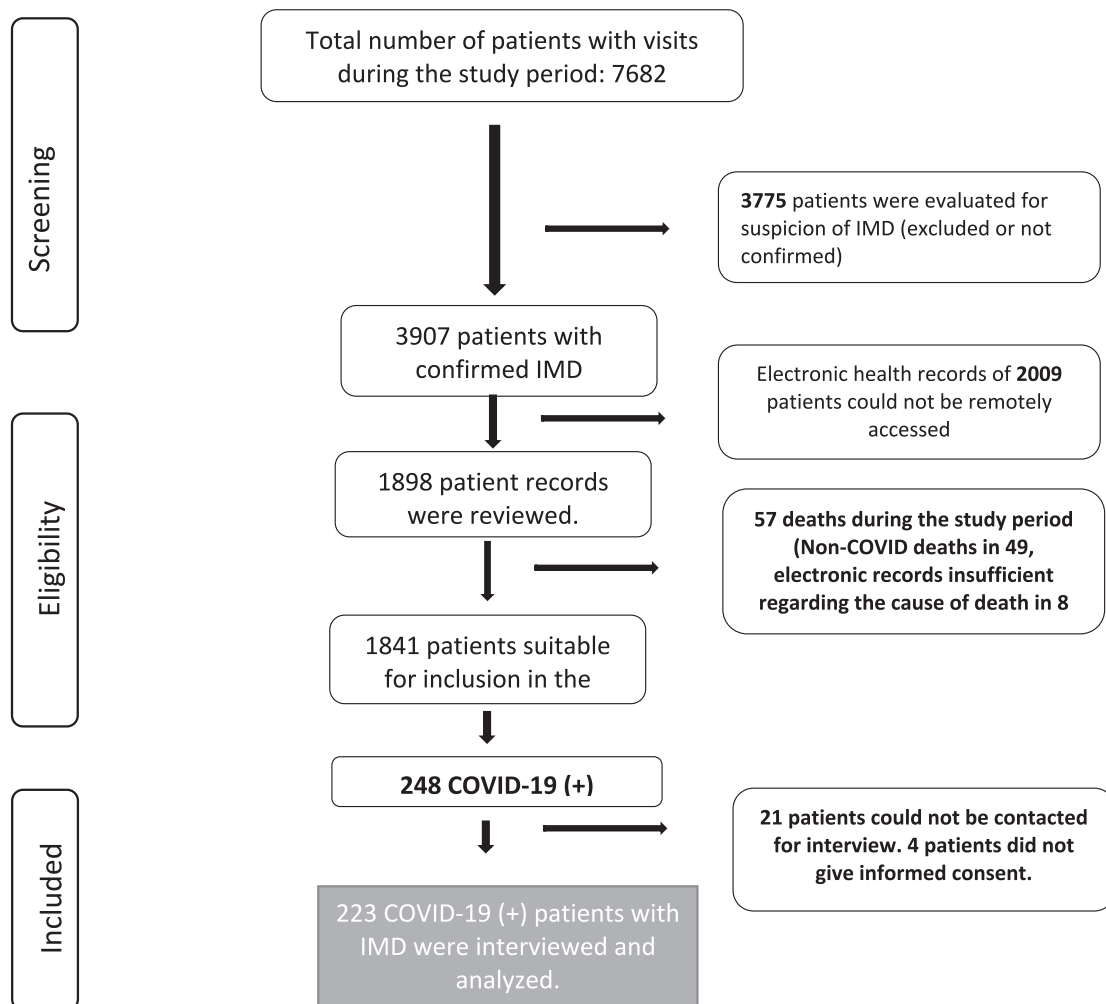 Screening
Total number of patients with visits
during the study period: 7682
3775 patients were evaluated for
suspicion of IMD (excluded or not
confirmed)
3907 patients with
confirmed IMD
Electronic health records of 2009
patients could not be remotely
accessed
Eligibility
1898 patient records
were reviewed.
57 deaths during the study period
(Non-COVID deaths in 49,
electronic records insufficient
regarding the cause of death in 8
1841 patients suitable
for inclusion in the
248 COVID-19 (+)
Included
21 patients could not be contacted
for interview. 4 patients did not
give informed consent.
223 COVID-19 (+) patients with
IMD were interviewed and
analyzed.